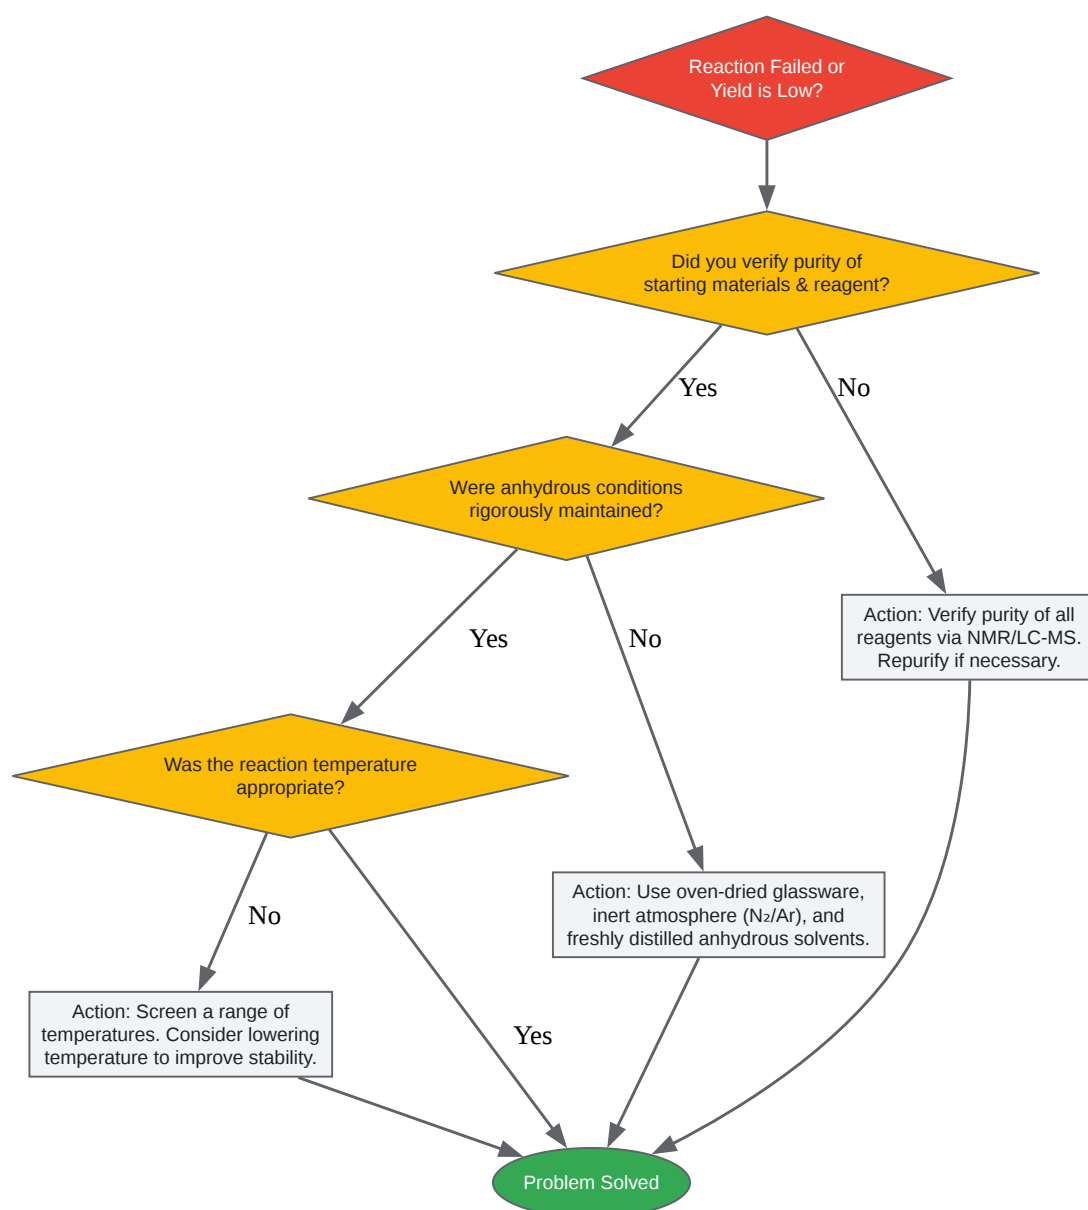 Reaction Failed or
Yield is Low?
Did you verify purity of
starting materials & reagent?
Yes
No
Were anhydrous conditions
rigorously maintained?
Action: Verify purity of all
reagents via NMR/LC-MS.
Repurify if necessary.
Yes
No
Was the reaction temperature
appropriate?
Action: Use oven-dried glassware,
inert atmosphere (N₂/Ar), and
freshly distilled anhydrous solvents.
No
Yes
Action: Screen a range of
temperatures. Consider lowering
temperature to improve stability.
Problem Solved